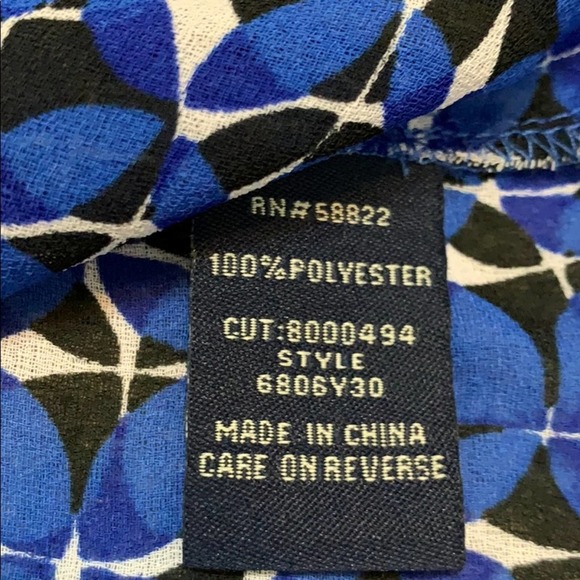 RN#58822
100%POLYESTER
CUT:8000494
STYLE
6806Y30
MADE IN CHINA
CARE ON REVERSE